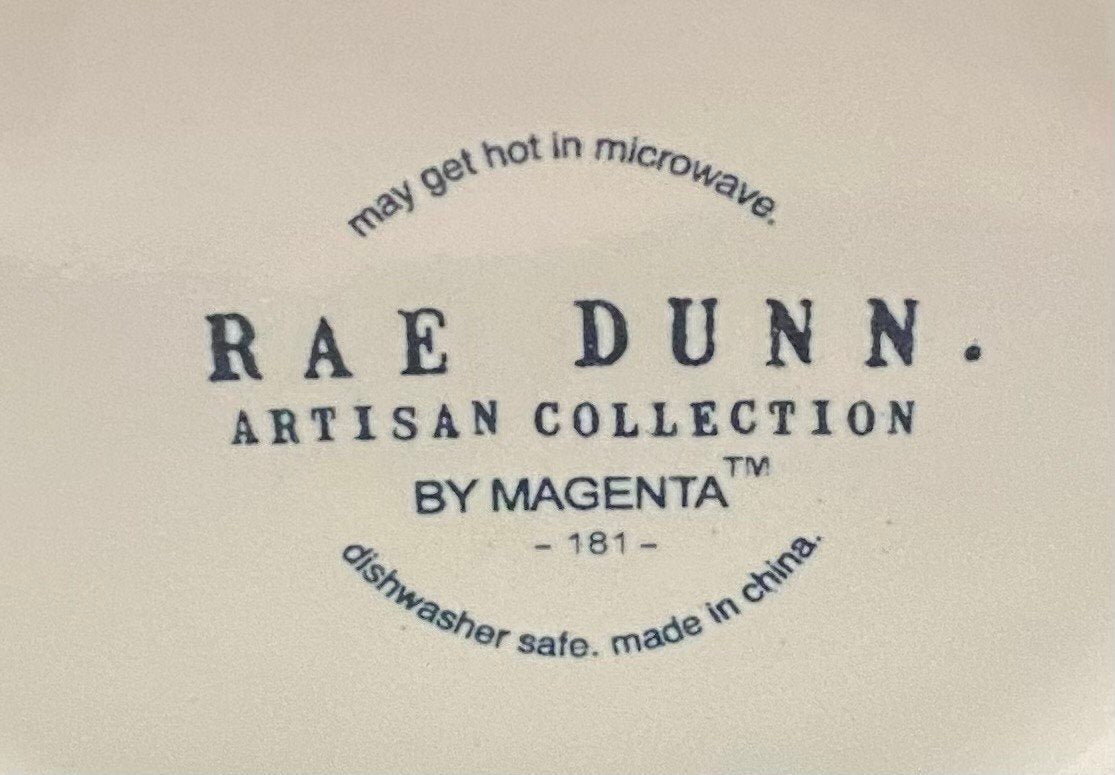 may get hot in microwave.
RAE DUNN.
ARTISAN COLLECTION
BY MAGENTA™
- 181 -
dishwasher safe. made in china.